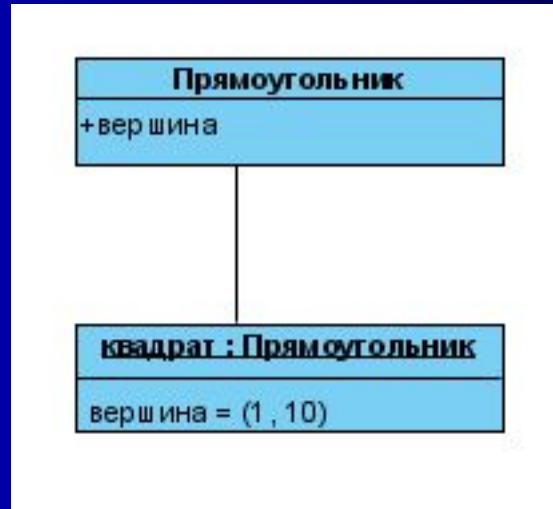 Прямоугольник
+вершина
квадрат : Прямоугольник
вершина = (1 , 10)